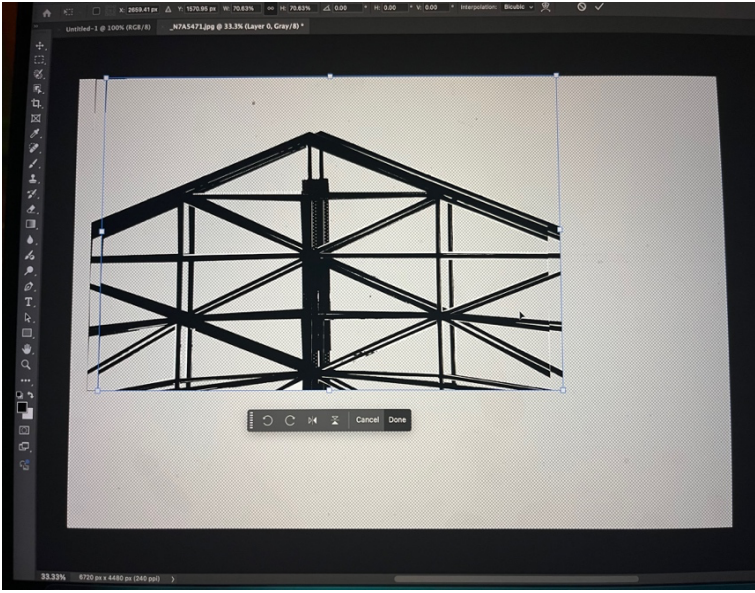 X: 2659.41 px Y: 1570.95 px W: 70.63% H: 70.63% 0.00 ° H: 0.00 ° V: 0.00 ° Interpolation: Bicubic
Untitled-1 @ 100% (RGB/8) _N7A5471.jpg @ 33.3% (Layer 0, Gray/8) *
Cancel Done
33.33% 6720 px x 4480 px (240 ppi)